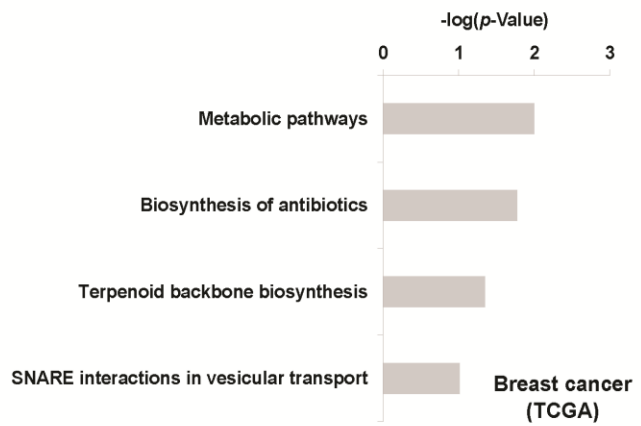 -log(p-Value)
0 1 2 3
Metabolic pathways
Biosynthesis of antibiotics
Terpenoid backbone biosynthesis
SNARE interactions in vesicular transport
Breast cancer
(TCGA)